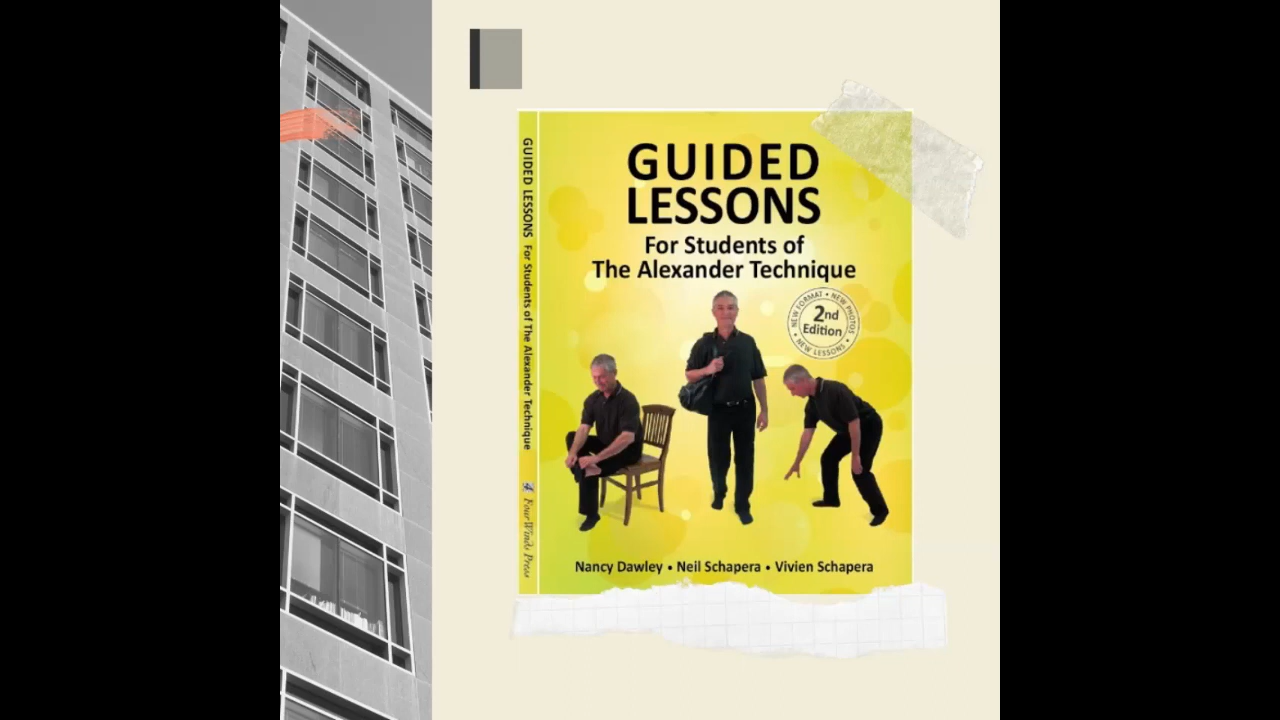 GUIDED LESSONS For Students of The Alexander Technique
Four Winds Press
GUIDED
LESSONS
For Students of
The Alexander Technique
NEW FORMAT • NEW PHOTOS • NEW LESSONS •
2nd
Edition
Nancy Dawley • Neil Schapera • Vivien Schapera